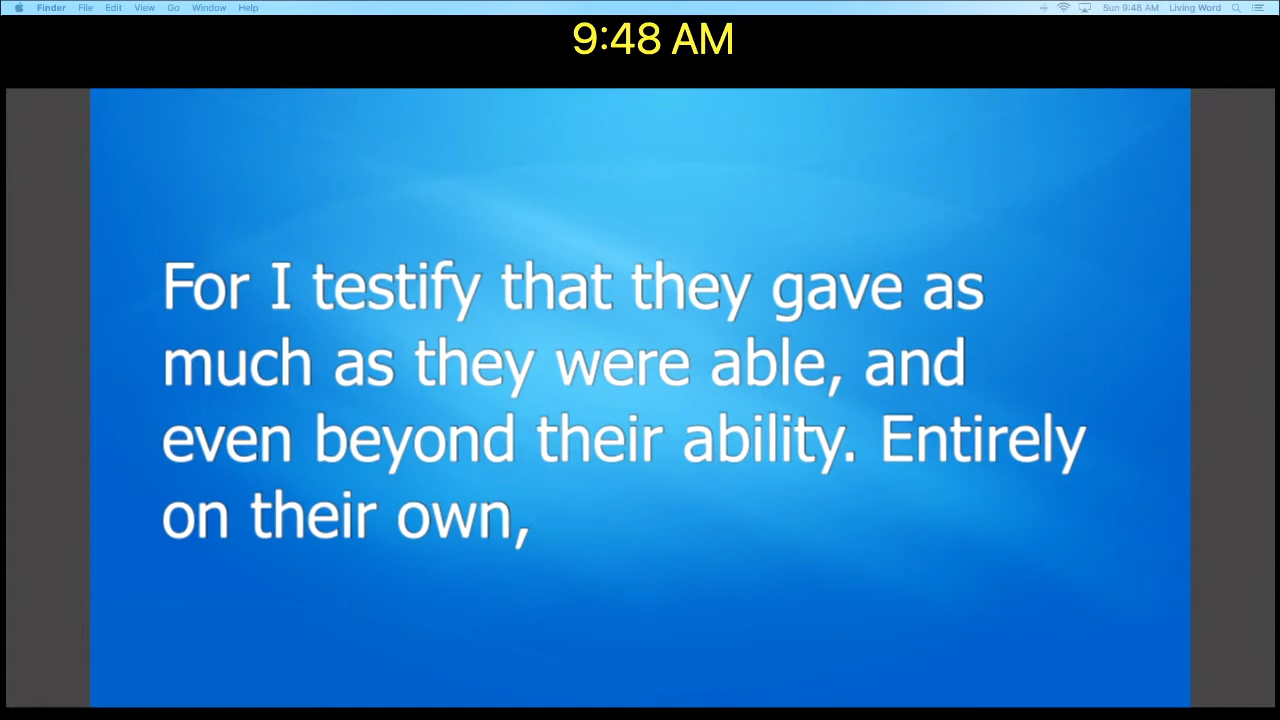 Finder File Edit View Go Window Help Sun 9:48 AM Living Word
9:48 AM
For I testify that they gave as
much as they were able, and
even beyond their ability. Entirely
on their own,